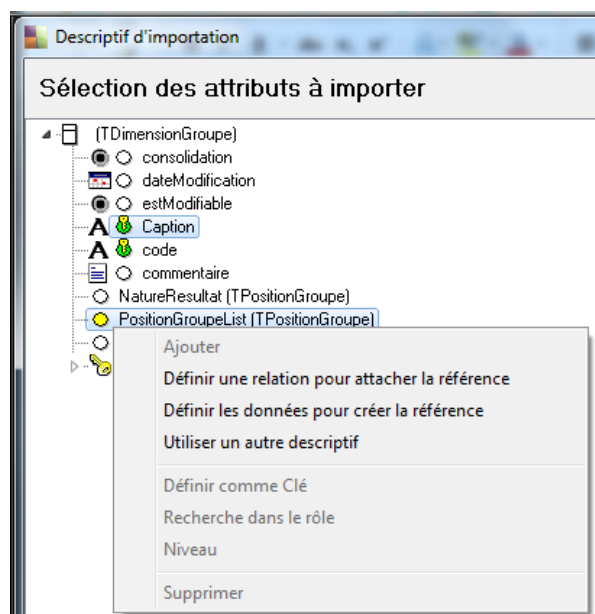 Descriptif d'importation
Sélection des attributs à importer
(TDimensionGroupe)
consolidation
dateModification
estModifiable
A Caption
A code
commentaire
NatureResultat (TPositionGroupe)
PositionGroupeList (TPositionGroupe)
Ajouter
Définir une relation pour attacher la référence
Définir les données pour créer la référence
Utiliser un autre descriptif
Définir comme Clé
Recherche dans le rôle
Niveau
Supprimer